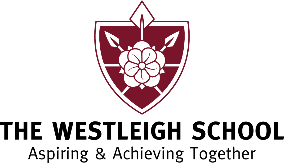 THE WESTLEIGH SCHOOL
Aspiring & Achieving Together